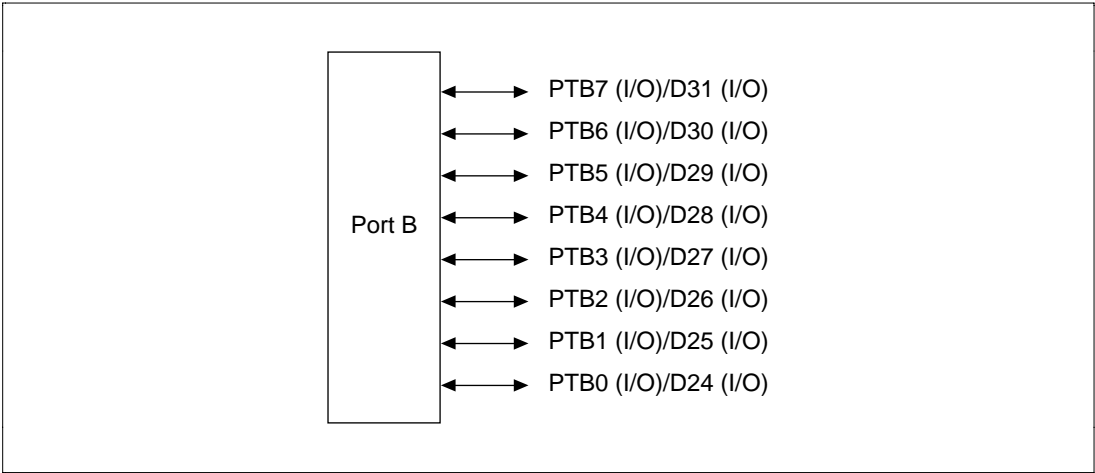 PTB7 (I/O)/D31 (I/O)
PTB6 (I/O)/D30 (I/O)
PTB5 (I/O)/D29 (I/O)
PTB4 (I/O)/D28 (I/O)
Port B
PTB3 (I/O)/D27 (I/O)
PTB2 (I/O)/D26 (I/O)
PTB1 (I/O)/D25 (I/O)
PTB0 (I/O)/D24 (I/O)